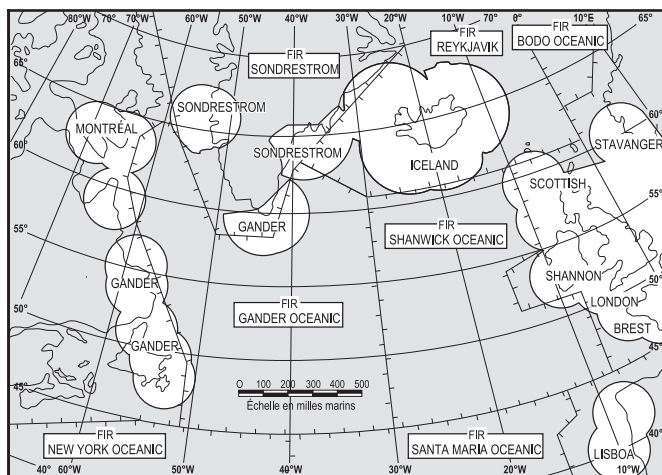 80°W 70° 60° 50° 40° 30° 20° 10° 70° 0° 10°E 65°
FIR
REYKJAVIK
FIR
BODO OCEANIC
FIR
SONDRESTROM
65°
SONDRESTROM
MONTRÉAL
60°
60°
STAVANGER
SONDRESTROM
ICELAND
SCOTTISH
55°
GANDER
FIR
SHANWICK OCEANIC
55°
SHANNON
50°
GANDER
FIR
GANDER OCEANIC
LONDON
50°
BREST
GANDER
45°
45°
0 100 200 300 400 500
Échelle en milles marins
FIR
NEW YORK OCEANIC
FIR
SANTA MARIA OCEANIC
40°
LISBOA
40° 60°W 50°W 40°W 30°W 20°W 10°W